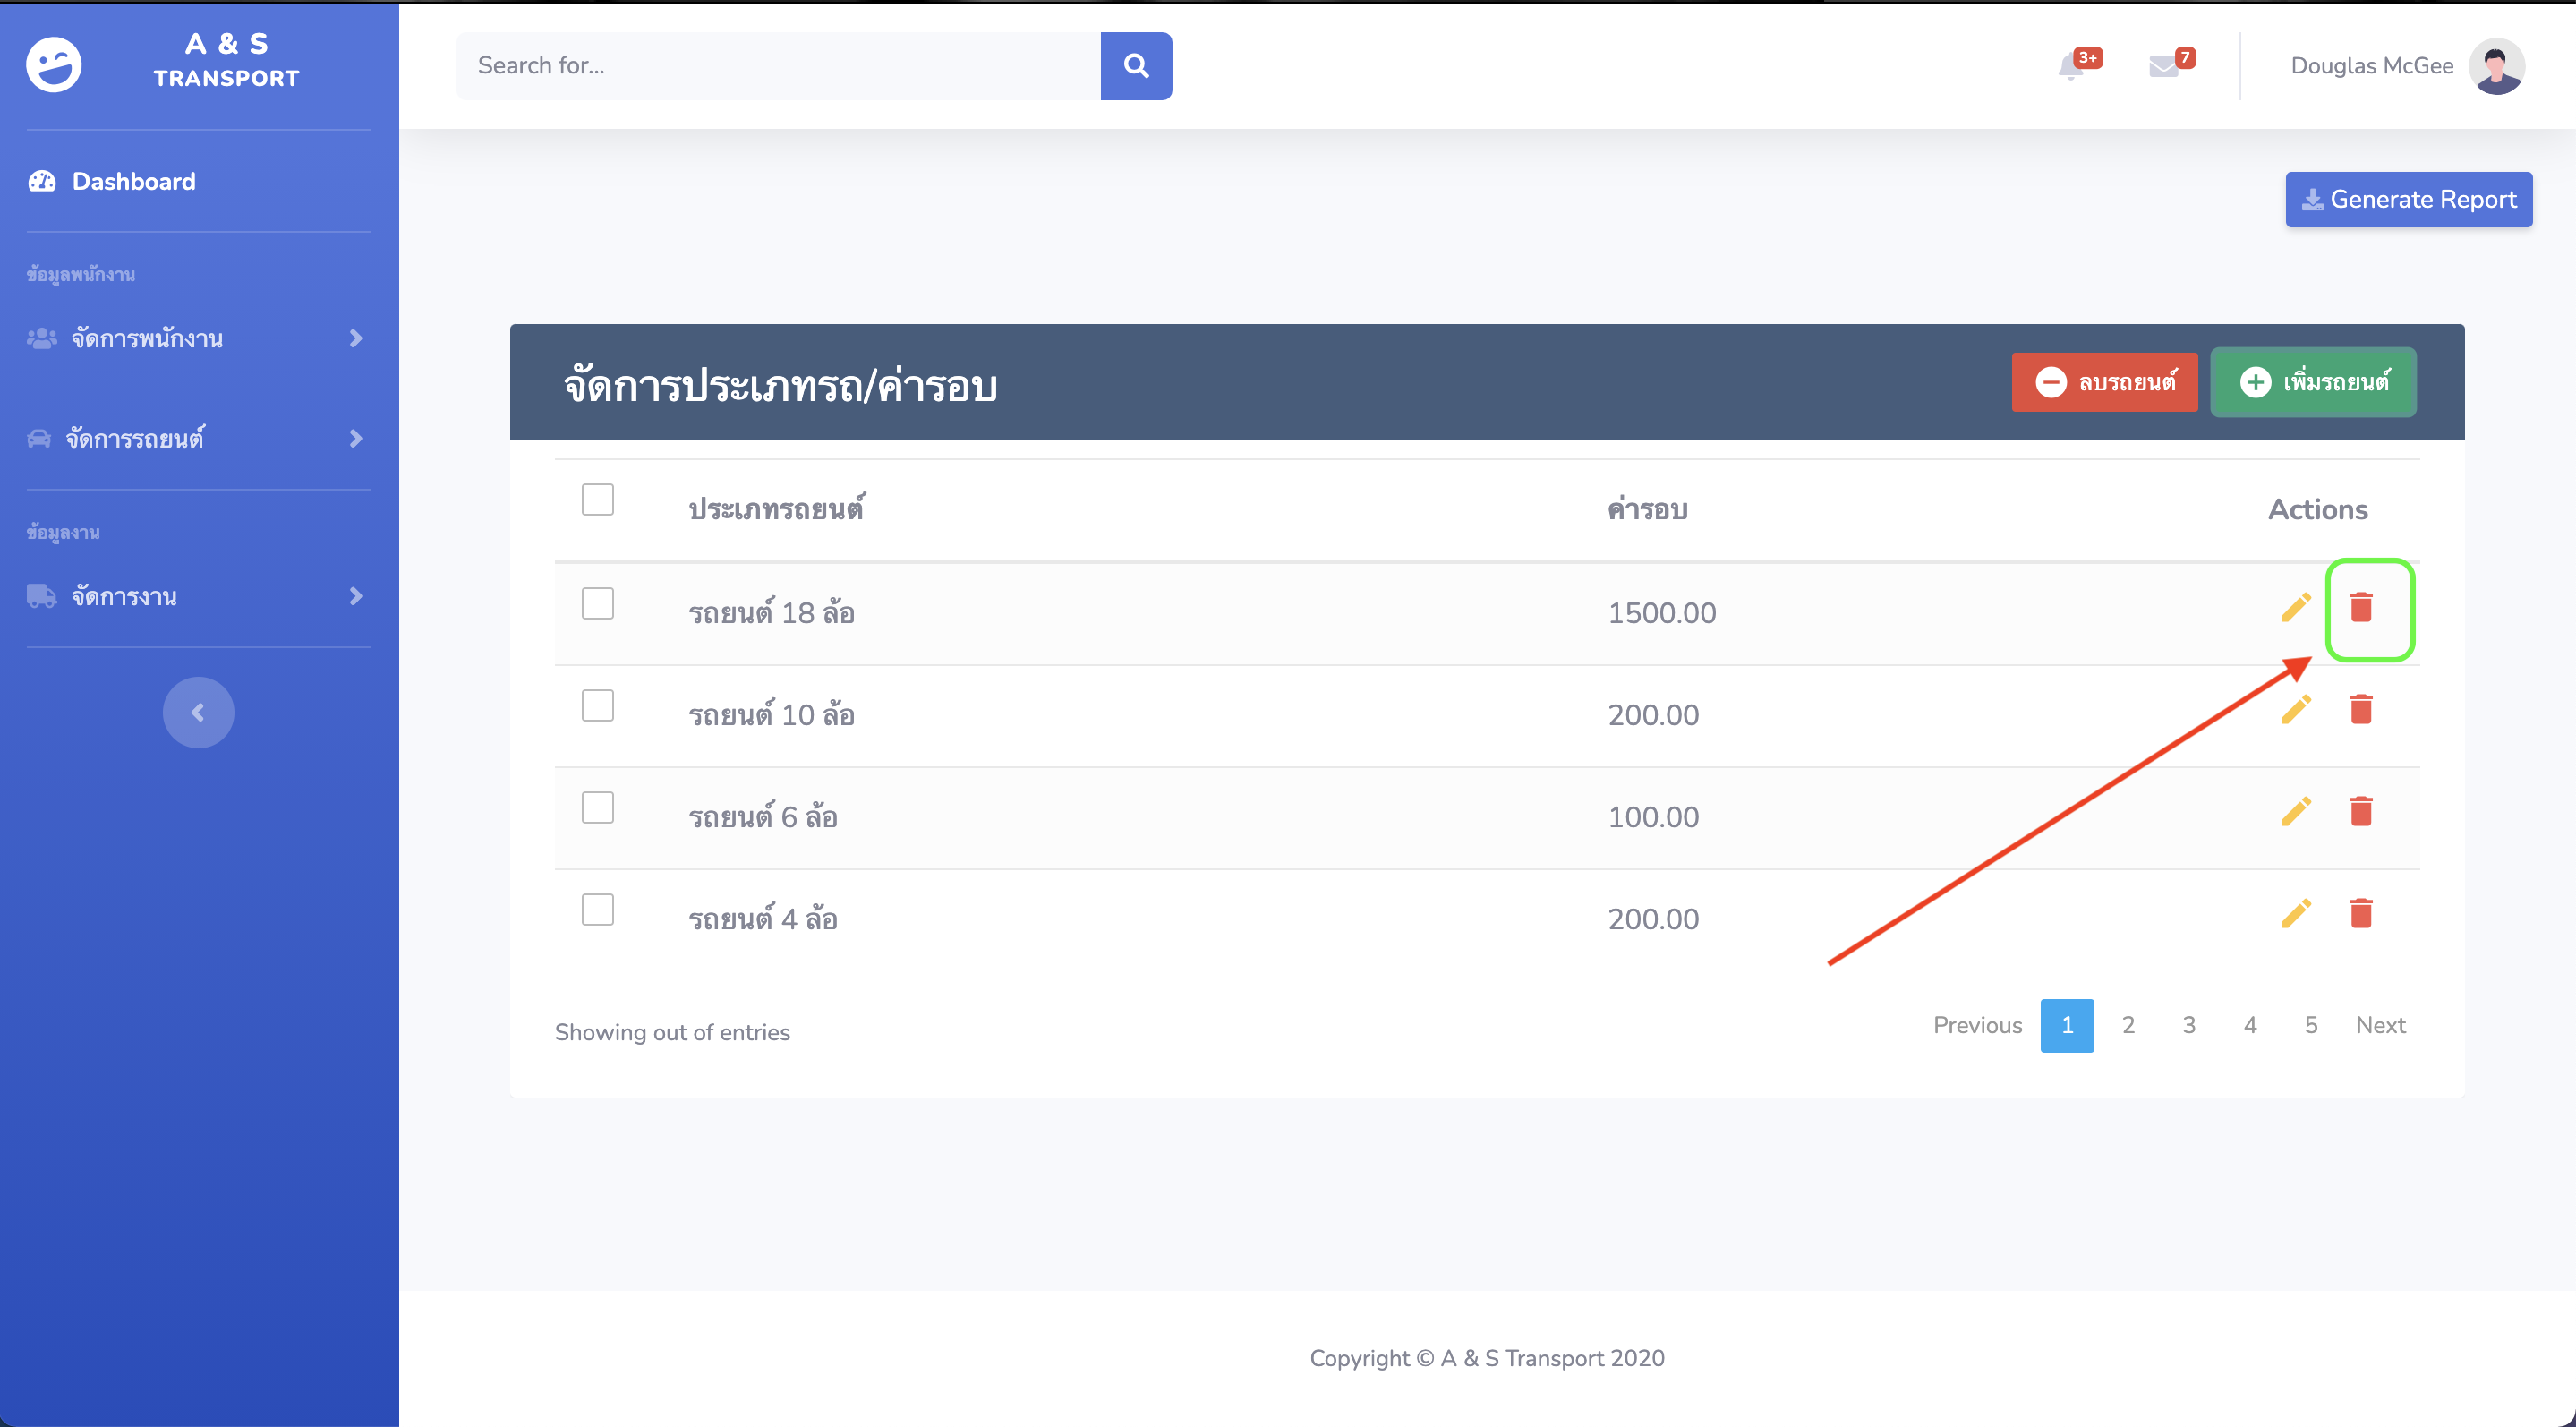 A & S
TRANSPORT
Search for...
3+
7
Douglas McGee
Dashboard
Generate Report
ข้อมูลพนักงาน
จัดการพนักงาน
จัดการรถยนต์
ข้อมูลงาน
จัดการงาน
จัดการประเภทรถ/ค่ารอบ
ลบรถยนต์
เพิ่มรถยนต์
ประเภทรถยนต์ ค่ารอบ Actions
รถยนต์ 18 ล้อ 1500.00
รถยนต์ 10 ล้อ 200.00
รถยนต์ 6 ล้อ 100.00
รถยนต์ 4 ล้อ 200.00
Showing out of entries
Previous 1 2 3 4 5 Next
Copyright © A & S Transport 2020